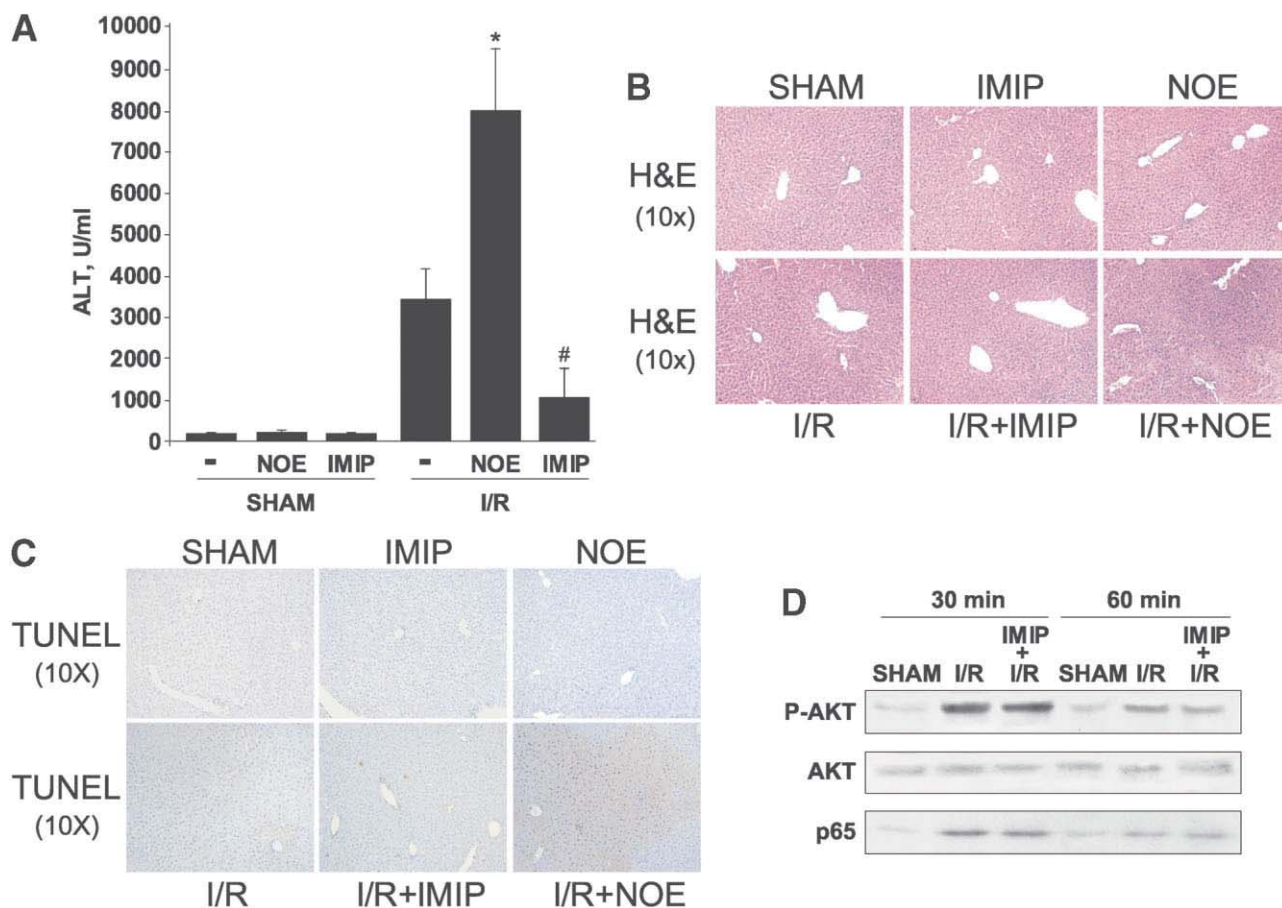 A
ALT, U/ml
10000
9000
8000
7000
6000
5000
4000
3000
2000
1000
0
*
#
- NOE IMIP - NOE IMIP
SHAM I/R
B
SHAM IMIP NOE
H&E
(10x)
H&E
(10x)
I/R I/R+IMIP I/R+NOE
C
SHAM IMIP NOE
TUNEL
(10X)
TUNEL
(10X)
I/R I/R+IMIP I/R+NOE
D
30 min 60 min
IMIP IMIP
+ +
SHAM I/R I/R SHAM I/R I/R
P-AKT
AKT
p65